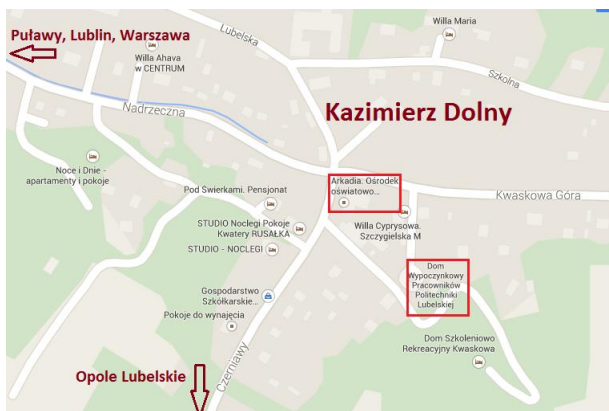 Willa Maria
Lubelska
Puławy, Lublin, Warszawa
Willa Ahava
w CENTRUM
Szkolna
Nadrzeczna
Kazimierz Dolny
Noce i Dnie -
apartamenty i pokoje
Pod Świerkami. Pensjonat
Arkadia. Ośrodek
oświatowo...
Kwaskowa Góra
STUDIO Noclegi Pokoje
Kwatery RUSAŁKA
Willa Cyprysowa.
Szczygielska M
STUDIO - NOCLEGI
Dom
Wypoczynkowy
Pracowników
Politechniki
Lubelskiej
Gospodarstwo
Szkółkarskie...
Pokoje do wynajęcia
Dom Szkoleniowo
Rekreacyjny Kwaskowa
Czerniawy
Opole Lubelskie